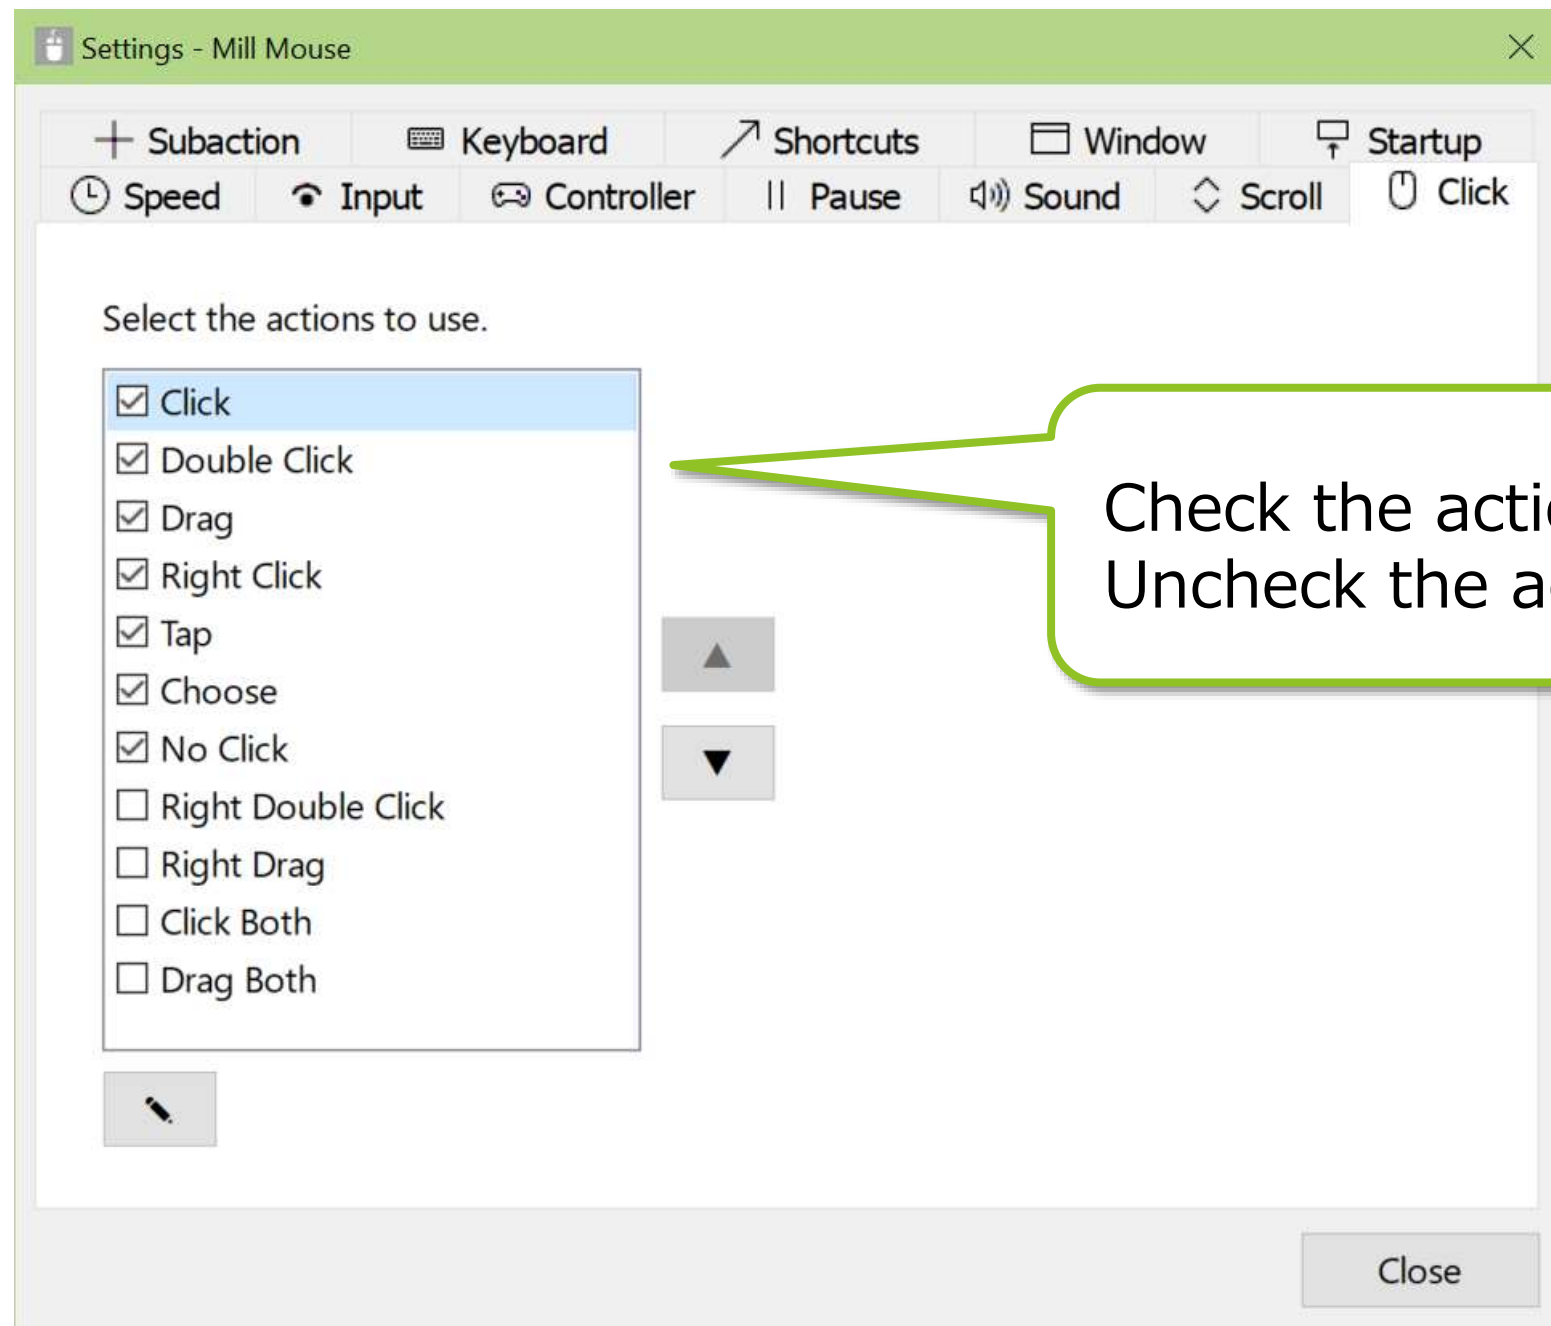 Settings - Mill Mouse
Subaction Keyboard Shortcuts Window Startup
Speed Input Controller Pause Sound Scroll Click
Select the actions to use.
Click
Double Click
Drag
Right Click
Tap
Choose
No Click
Right Double Click
Right Drag
Click Both
Drag Both
Check the
Uncheck the
Close